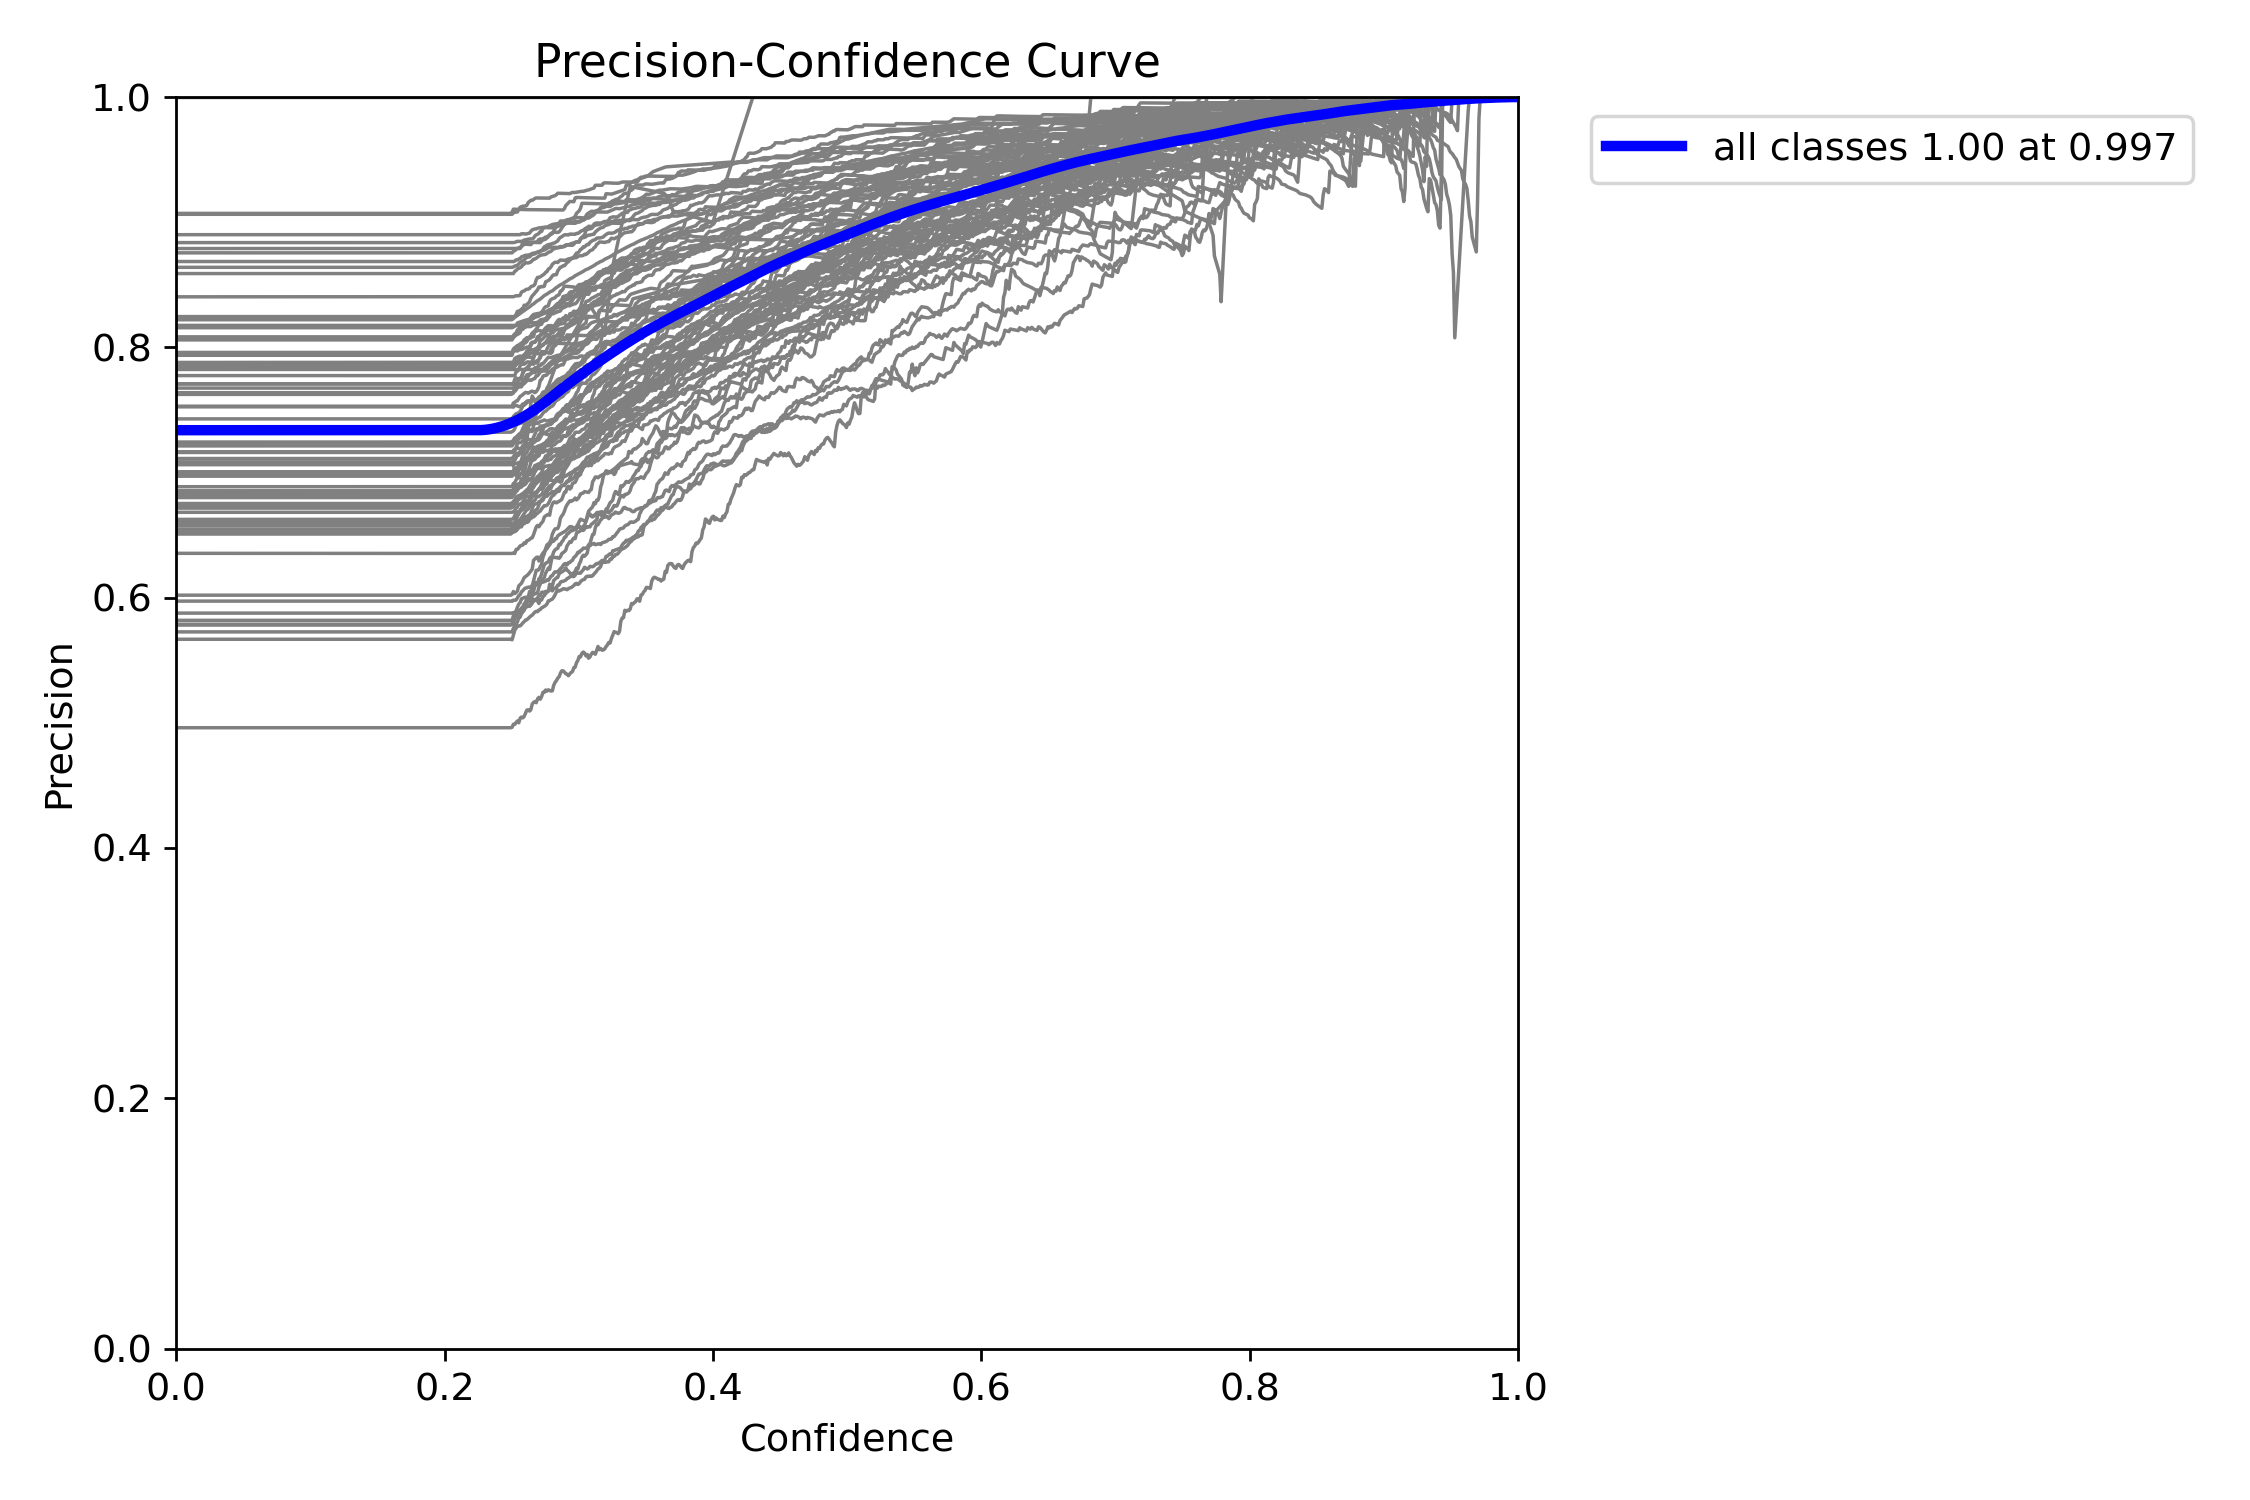 Precision-Confidence Curve
all classes 1.00 at 0.997
Precision
1.0
0.8
0.6
0.4
0.2
0.0
0.0 0.2 0.4 0.6 0.8 1.0
Confidence